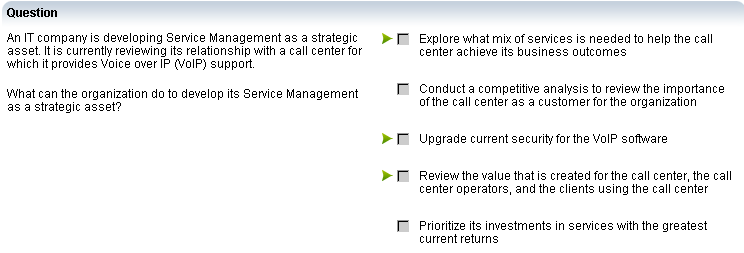 Question
An IT company is developing Service Management as a strategic
asset. It is currently reviewing its relationship with a call center for
which it provides Voice over IP (VoIP) support.
What can the organization do to develop its Service Management
as a strategic asset?
Explore what mix of services is needed to help the call
center achieve its business outcomes
Conduct a competitive analysis to review the importance
of the call center as a customer for the organization
Upgrade current security for the VoIP software
Review the value that is created for the call center, the call
center operators, and the clients using the call center
Prioritize its investments in services with the greatest
current returns